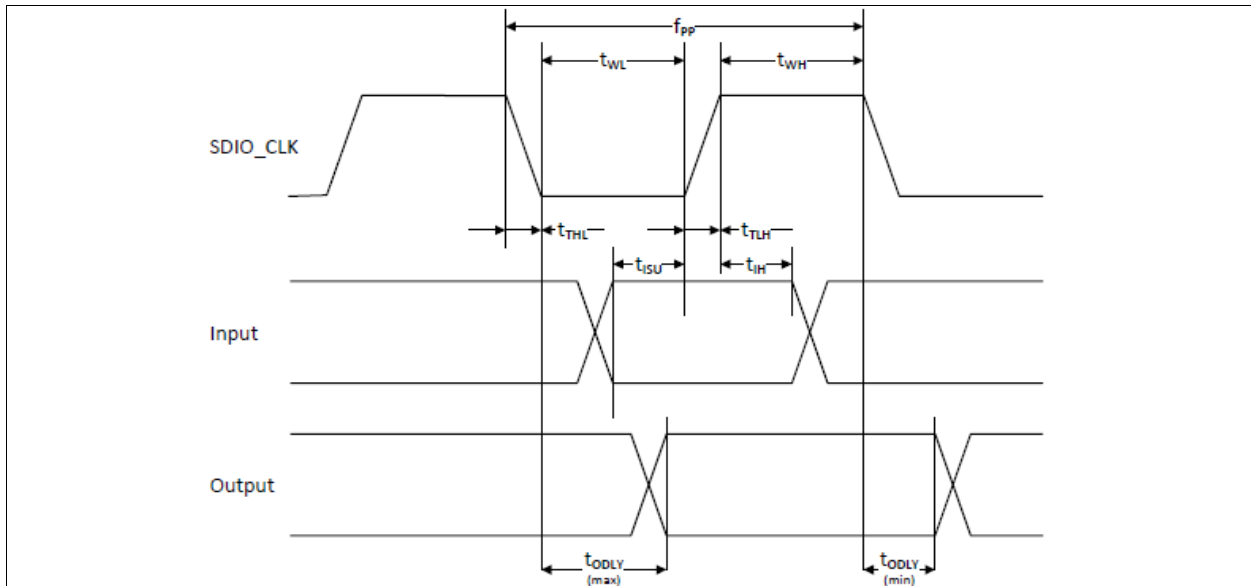 fPP
tWL
tWH
SDIO_CLK
tTHL
tTLH
tISU
tIH
Input
Output
tODLY
(max)
tODLY
(min)